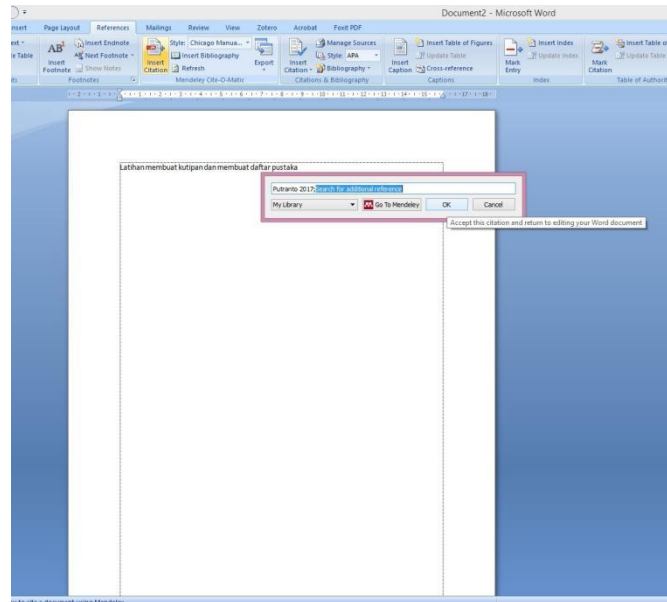 Document2 - Microsoft Word
Insert Page Layout References Mailings Review View Zotero Acrobat Foxit PDF
Insert Footnote
Insert Endnote
Next Footnote
Show Notes
Footnotes
Insert Citation
Style: Chicago Manua...
Insert Bibliography
Refresh
Export
Mendeley Cite-O-Matic
Insert Citation
Manage Sources
Style: APA
Bibliography
Citations & Bibliography
Insert Caption
Insert Table of Figures
Update Table
Cross-reference
Captions
Mark Entry
Insert Index
Update Index
Index
Mark Citation
Insert Table o
Update Table
Table of Authorit
Latihan membuat kutipan dan membuat daftar pustaka
Putranto 2017;Search for additional reference
My Library Go To Mendeley OK Cancel
Accept this citation and return to editing your Word document